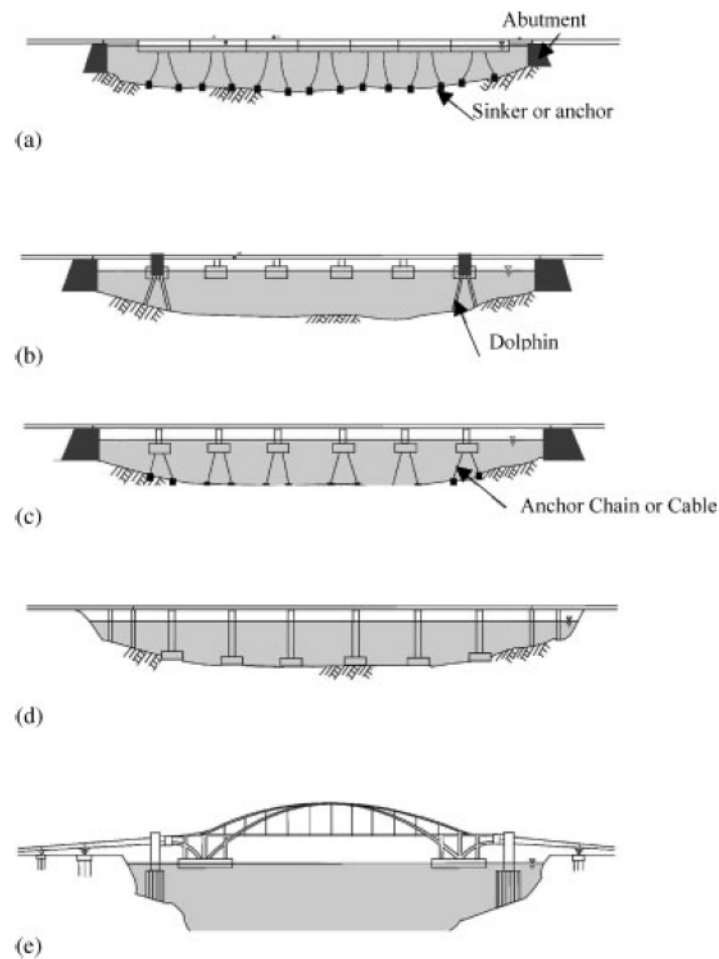 Abutment
Sinker or anchor
(a)
Dolphin
(b)
Anchor Chain or Cable
(c)
(d)
(e)